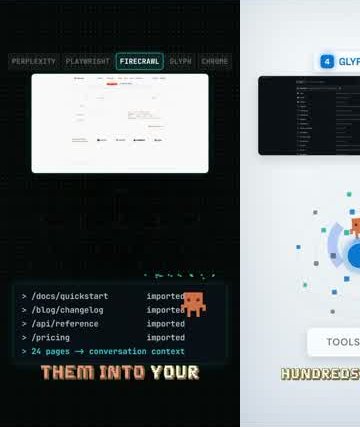 PERPLEXITY PLAYWRIGHT FIRECRAWL GLYPH CHROME
> /docs/quickstart imported
> /blog/changelog imported
> /api/reference imported
> /pricing imported
> 24 pages → conversation context
THEM INTO YOUR
4 GLYP
TOOLS
HUNDREDS